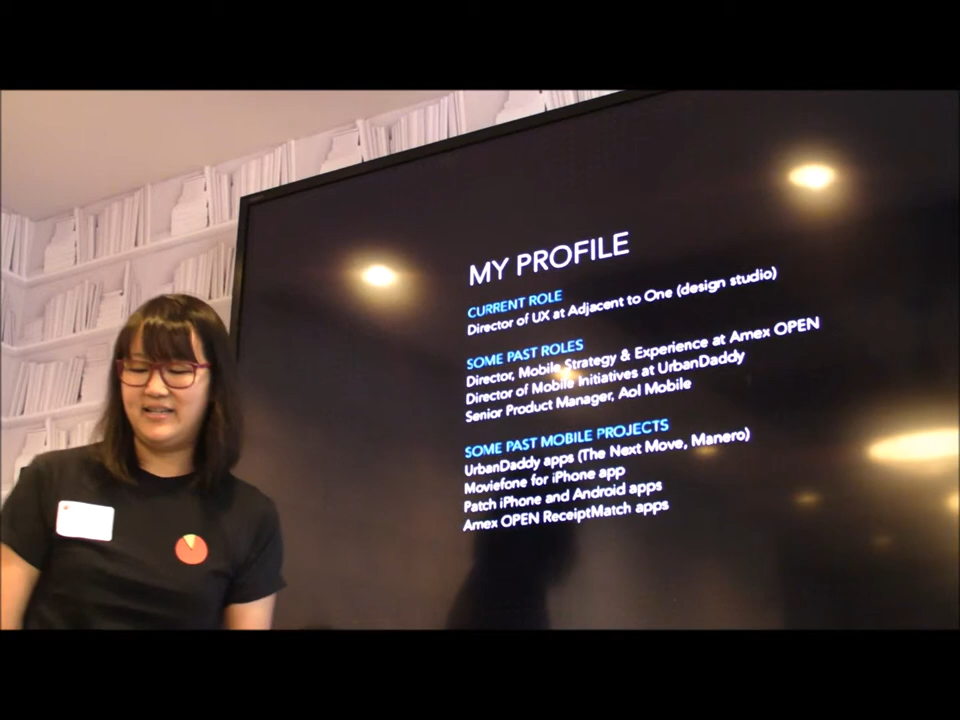 MY PROFILE
CURRENT ROLE
Director of UX at Adjacent to One (design studio)
SOME PAST ROLES
Director, Mobile Strategy & Experience at Amex OPEN
Director of Mobile Initiatives at UrbanDaddy
Senior Product Manager, Aol Mobile
SOME PAST MOBILE PROJECTS
UrbanDaddy apps (The Next Move, Manero)
Moviefone for iPhone app
Patch iPhone and Android apps
Amex OPEN ReceiptMatch apps